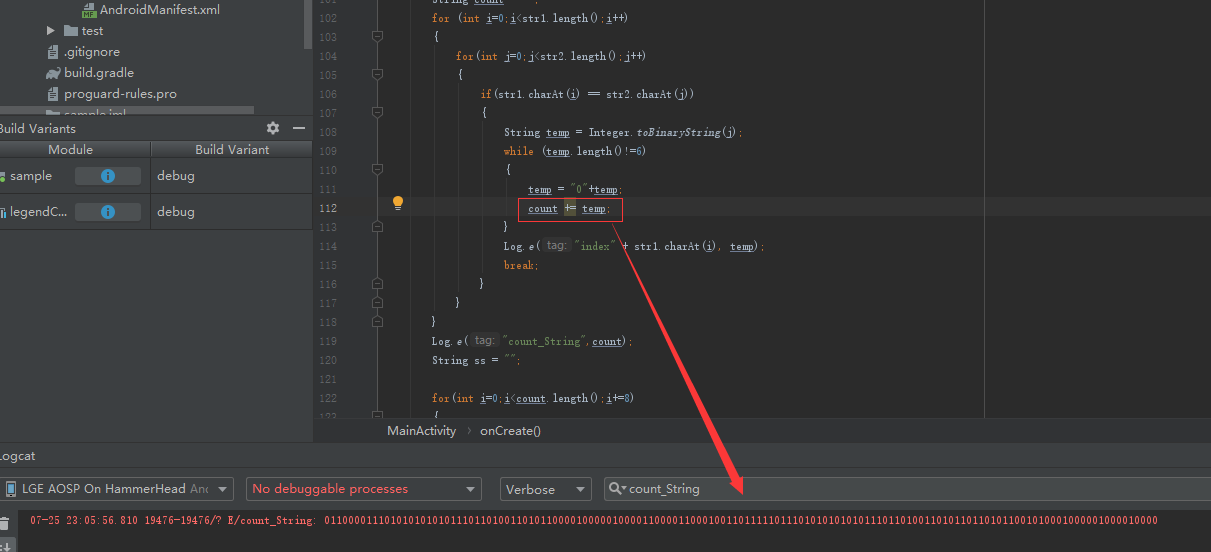 AndroidManifest.xml
test
.gitignore
build.gradle
proguard-rules.pro
sample.iml
Build Variants
Module Build Variant
sample debug
legendC... debug
102 for (int i=0;i<str1.length();i++)
103 {
104 for(int j=0;j<str2.length();j++)
105 {
106 if(str1.charAt(i) == str2.charAt(j))
107 {
108 String temp = Integer.toBinaryString(j);
109 while (temp.length()!=6)
110 {
111 temp = "0"+temp;
112 count += temp;
113 }
114 Log.e( tag: "index" + str1.charAt(i), temp);
115 break;
116 }
117 }
118 }
119 Log.e( tag: "count_String",count);
120 String ss = "";
121
122 for(int i=0;i<count.length();i+=8)
{
MainActivity > onCreate()
Logcat
LGE AOSP On HammerHead And No debuggable processes Verbose count_String
07-25 23:05:56.810 19476-19476/? E/count_String: